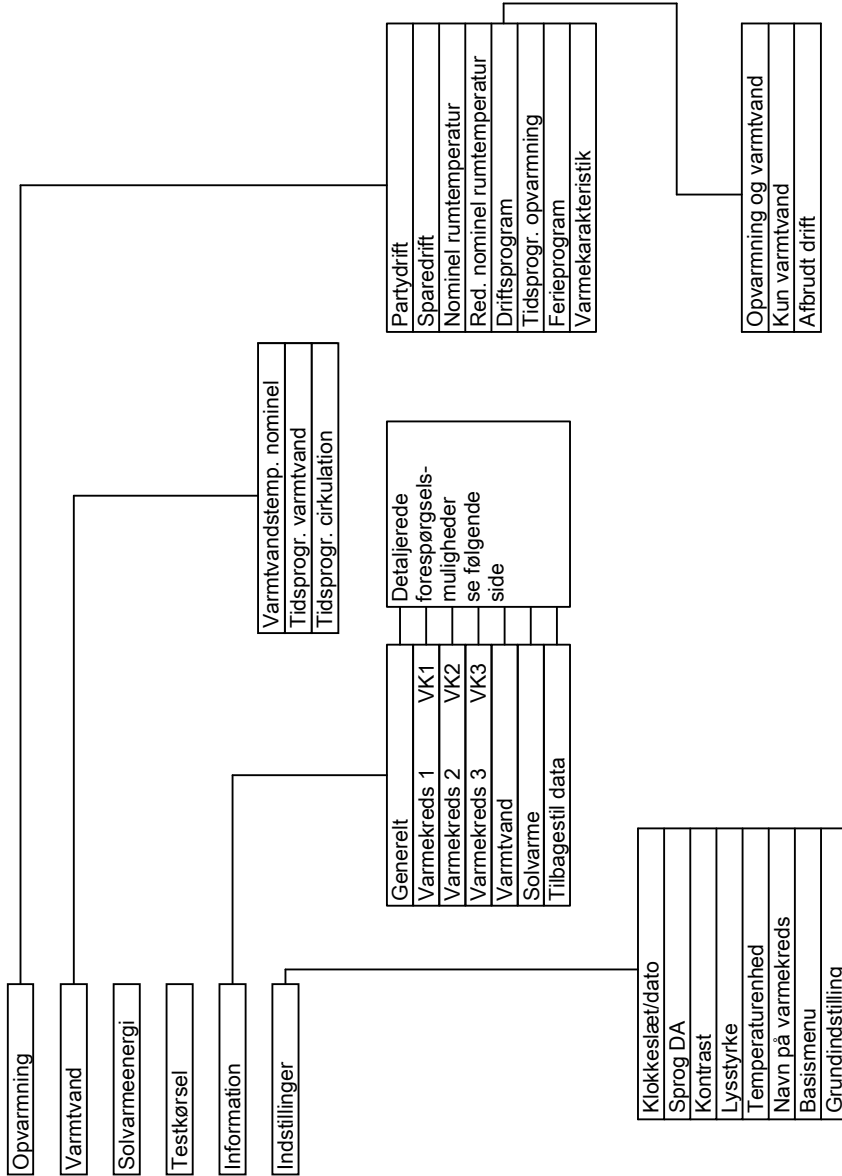 Opvarmning
Varmtvand
Solvarmeenergi
Testkørsel
Information
Indstillinger
Partydrift
Sparedrift
Nominel rumtemperatur
Red. nominel rumtemperatur
Driftsprogram
Tidsprogr. opvarmning
Ferieprogram
Varmekarakteristik
Opvarmning og varmtvand
Kun varmtvand
Afbrudt drift
Varmtvandstemp. nominel
Tidsprogr. varmtvand
Tidsprogr. cirkulation
Generelt
Varmekreds 1 VK1
Varmekreds 2 VK2
Varmekreds 3 VK3
Varmtvand
Solvarme
Tilbagestil data
Detaljerede
forespørgsels-
muligheder
se følgende
side
Klokkeslæt/dato
Sprog DA
Kontrast
Lysstyrke
Temperaturenhed
Navn på varmekreds
Basismenu
Grundindstilling